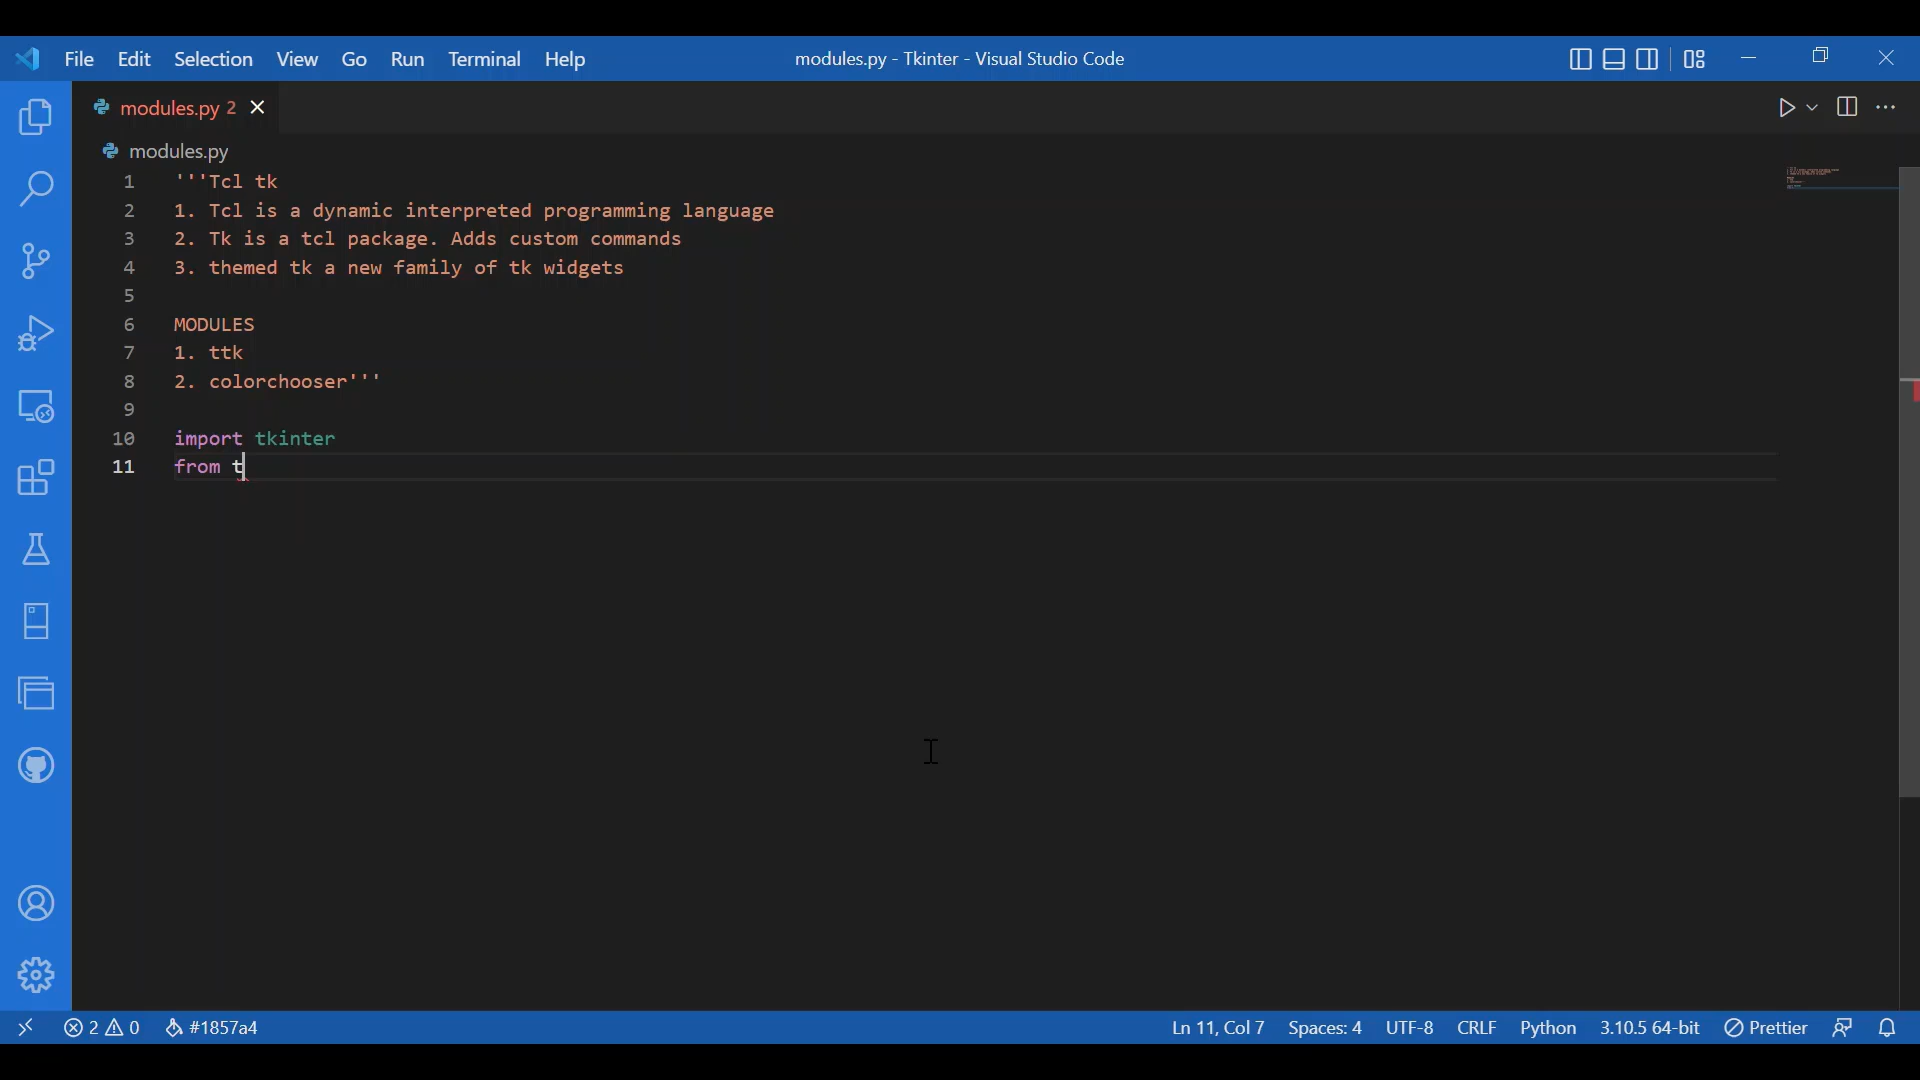 File Edit Selection View Go Run Terminal Help
modules.py - Tkinter - Visual Studio Code
modules.py 2
modules.py
1 '''Tcl tk
2 1. Tcl is a dynamic interpreted programming language
3 2. Tk is a tcl package. Adds custom commands
4 3. themed tk a new family of tk widgets
5
6 MODULES
7 1. ttk
8 2. colorchooser'''
9
10 import tkinter
11 from t
2 0 #1857a4 Ln 11, Col 7 Spaces: 4 UTF-8 CRLF Python 3.10.5 64-bit Prettier